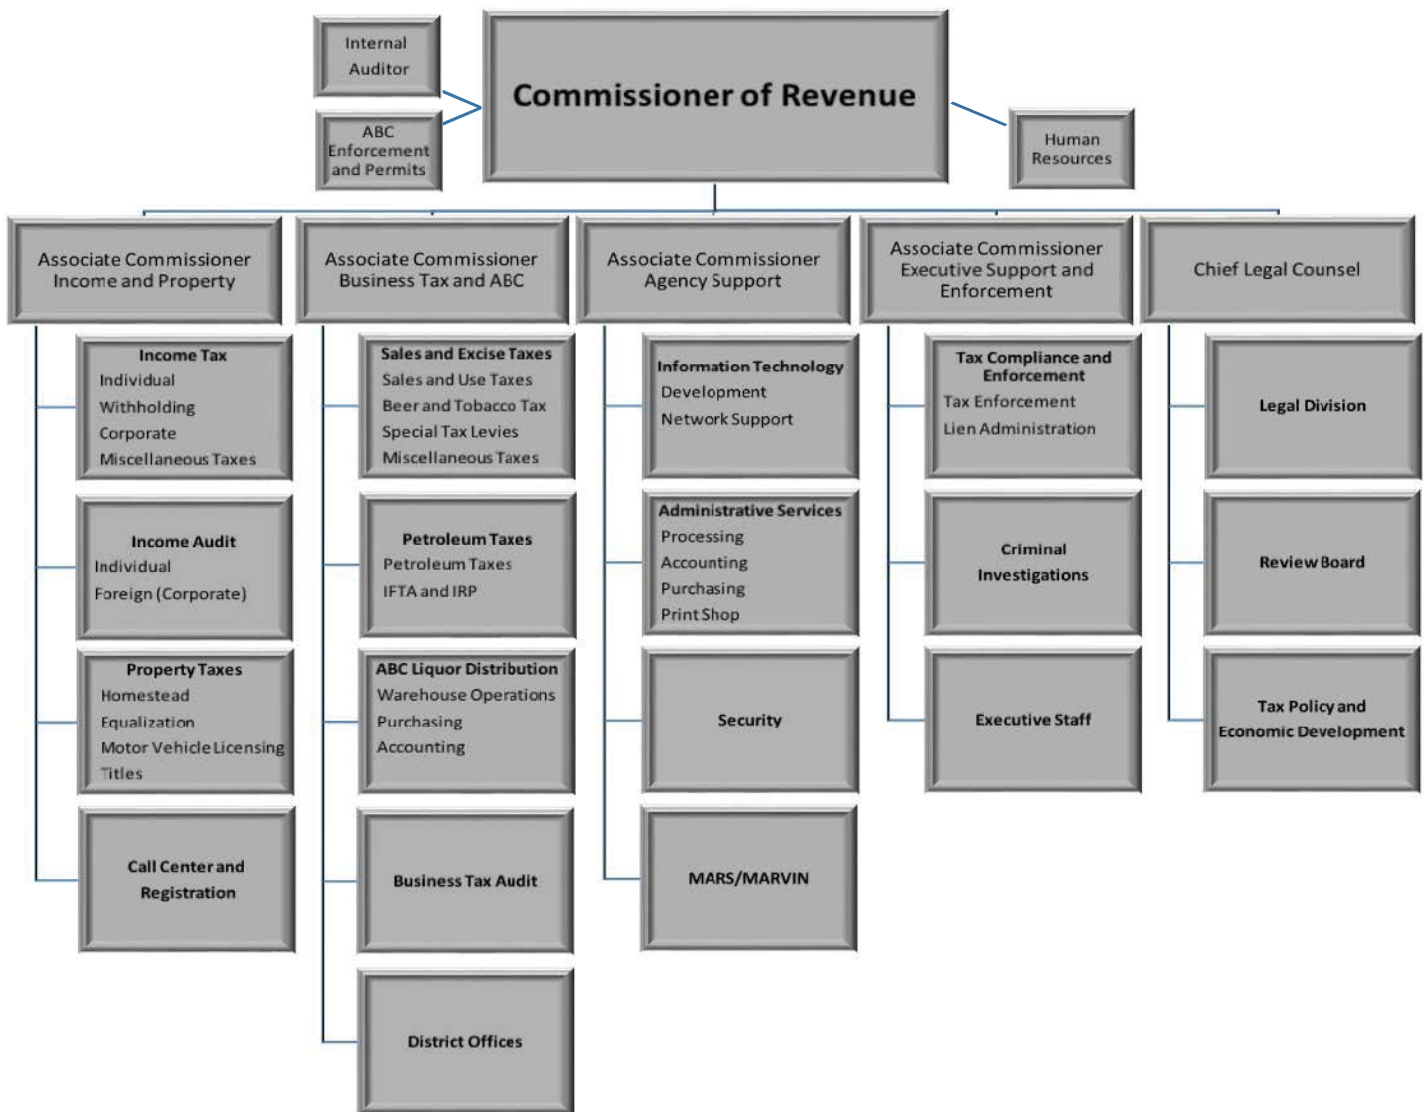 Internal
Auditor
Commissioner of Revenue
ABC
Enforcement
and Permits
Human
Resources
Associate Commissioner
Income and Property
Income Tax
Individual
Withholding
Corporate
Miscellaneous Taxes
Income Audit
Individual
Foreign (Corporate)
Property Taxes
Homestead
Equalization
Motor Vehicle Licensing
Titles
Call Center and
Registration
Associate Commissioner
Business Tax and ABC
Sales and Excise Taxes
Sales and Use Taxes
Beer and Tobacco Tax
Special Tax Levies
Miscellaneous Taxes
Petroleum Taxes
Petroleum Taxes
IFTA and IRP
ABC Liquor Distribution
Warehouse Operations
Purchasing
Accounting
Business Tax Audit
District Offices
Associate Commissioner
Agency Support
Information Technology
Development
Network Support
Administrative Services
Processing
Accounting
Purchasing
Print Shop
Security
MARS/MARVIN
Associate Commissioner
Executive Support and
Enforcement
Tax Compliance and
Enforcement
Tax Enforcement
Lien Administration
Criminal
Investigations
Executive Staff
Chief Legal Counsel
Legal Division
Review Board
Tax Policy and
Economic Development